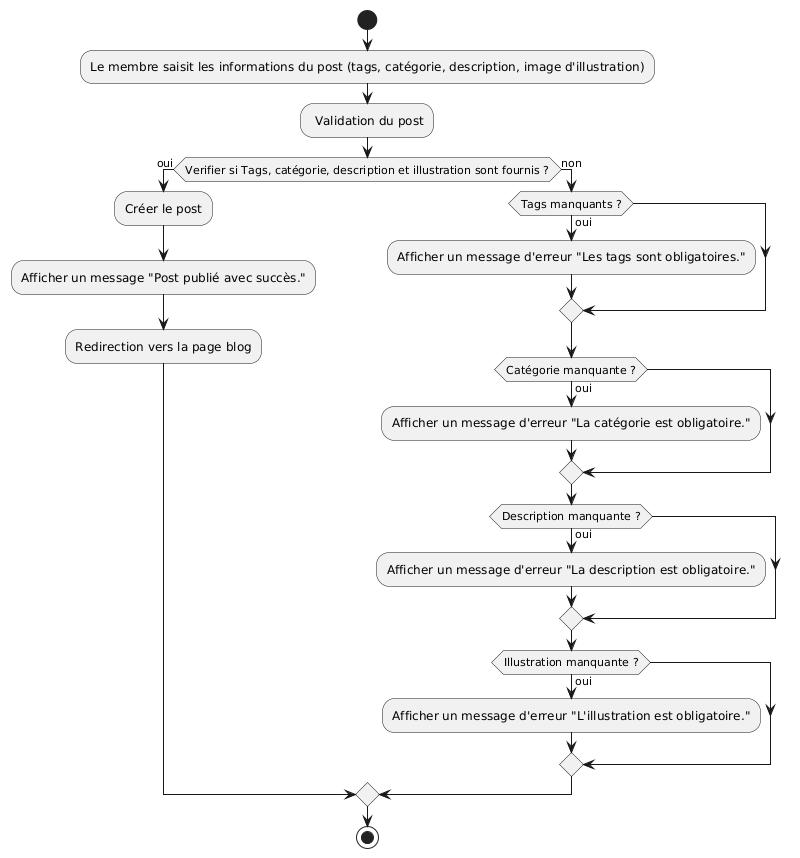 Le membre saisit les informations du post (tags, catégorie, description, image d'illustration)
Validation du post
oui
Verifier si Tags, catégorie, description et illustration sont fournis ?
non
Créer le post
Afficher un message "Post publié avec succès."
Redirection vers la page blog
Tags manquants ?
oui
Afficher un message d'erreur "Les tags sont obligatoires."
Catégorie manquante ?
oui
Afficher un message d'erreur "La catégorie est obligatoire."
Description manquante ?
oui
Afficher un message d'erreur "La description est obligatoire."
Illustration manquante ?
oui
Afficher un message d'erreur "L'illustration est obligatoire."